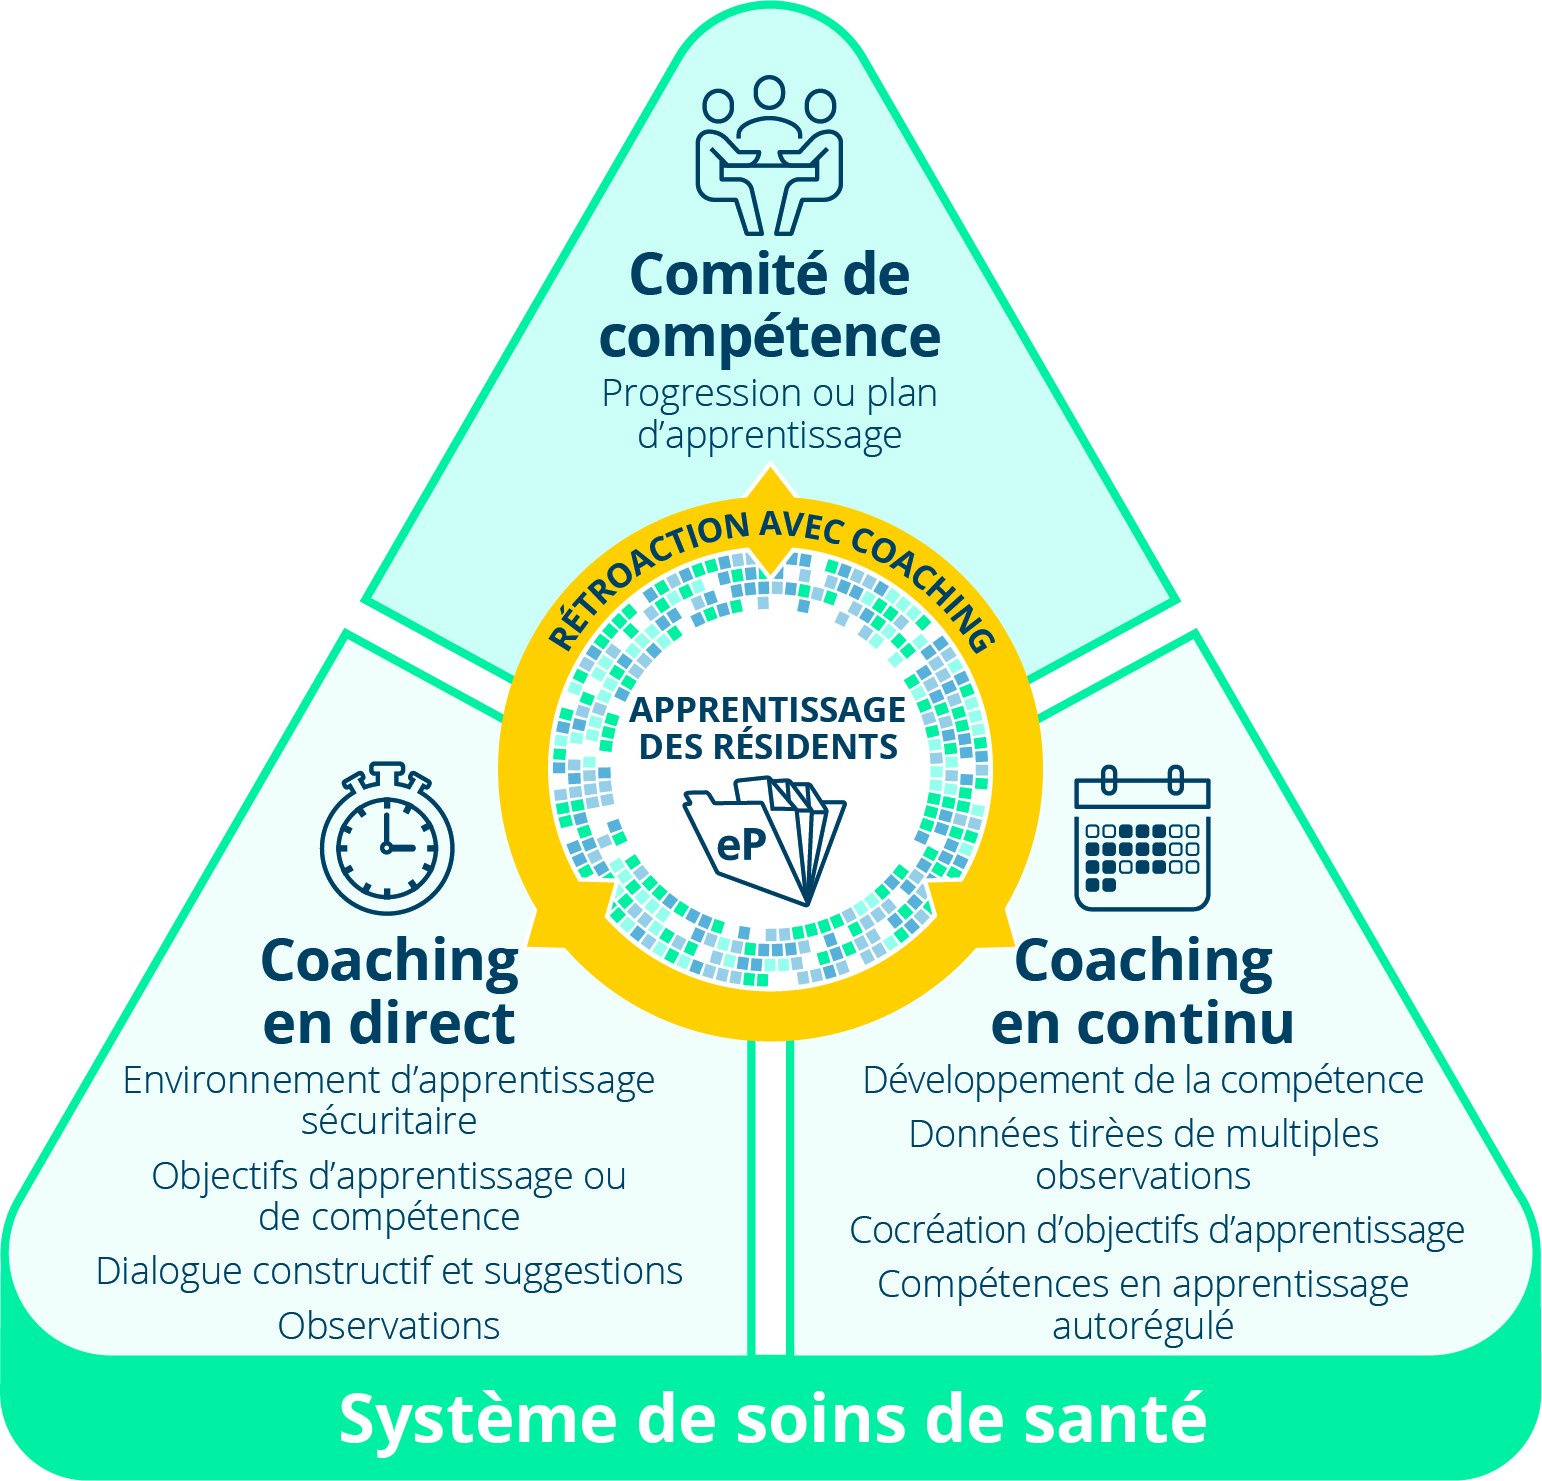 Comité de
compétence
Progression ou plan
d’apprentissage
RÉTROACTION AVEC COACHING
APPRENTISSAGE
DES RÉSIDENTS
eP
Coaching
en direct
Environnement d’apprentissage
sécuritaire
Objectifs d’apprentissage ou
de compétence
Dialogue constructif et suggestions
Observations
Coaching
en continu
Développement de la compétence
Données tirèes de multiples
observations
Cocréation d’objectifs d’apprentissage
Compétences en apprentissage
autorégulé
Système de soins de santé